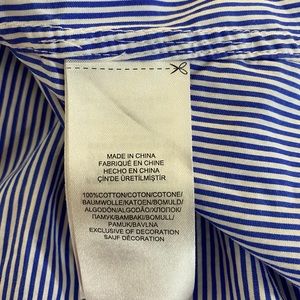 MADE IN CHINA
FABRIQUÉ EN CHINE
HECHO EN CHINA
ÇİN'DE ÜRETİLMİŞTİR
100%COTTON/COTON/COTONE/
BAUMWOLLE/KATOEN/BOMULD/
ALGODÓN/ALGODÃO/ХЛОПОК/
ПАМУК/BAMBAKI/BOMULL/
PAMUK/BAVLNA
EXCLUSIVE OF DECORATION
SAUF DÉCORATION